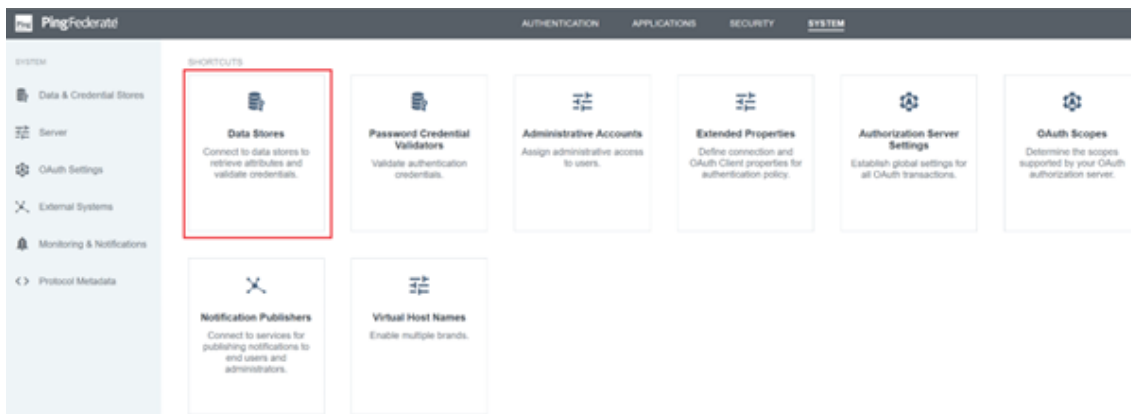 Ping PingFederate
AUTHENTICATION APPLICATIONS SECURITY SYSTEM
SYSTEM
Data & Credential Stores
Server
OAuth Settings
External Systems
Monitoring & Notifications
<> Protocol Metadata
SHORTCUTS
Data Stores
Connect to data stores to
retrieve attributes and
validate credentials.
Password Credential
Validators
Validate authentication
credentials.
Administrative Accounts
Assign administrative access
to users.
Extended Properties
Define connection and
OAuth Client properties for
authentication policy.
Authorization Server
Settings
Establish global settings for
all OAuth transactions.
OAuth Scopes
Determine the scopes
supported by your OAuth
authorization server.
Notification Publishers
Connect to services for
publishing notifications to
end users and
administrators.
Virtual Host Names
Enable multiple brands.